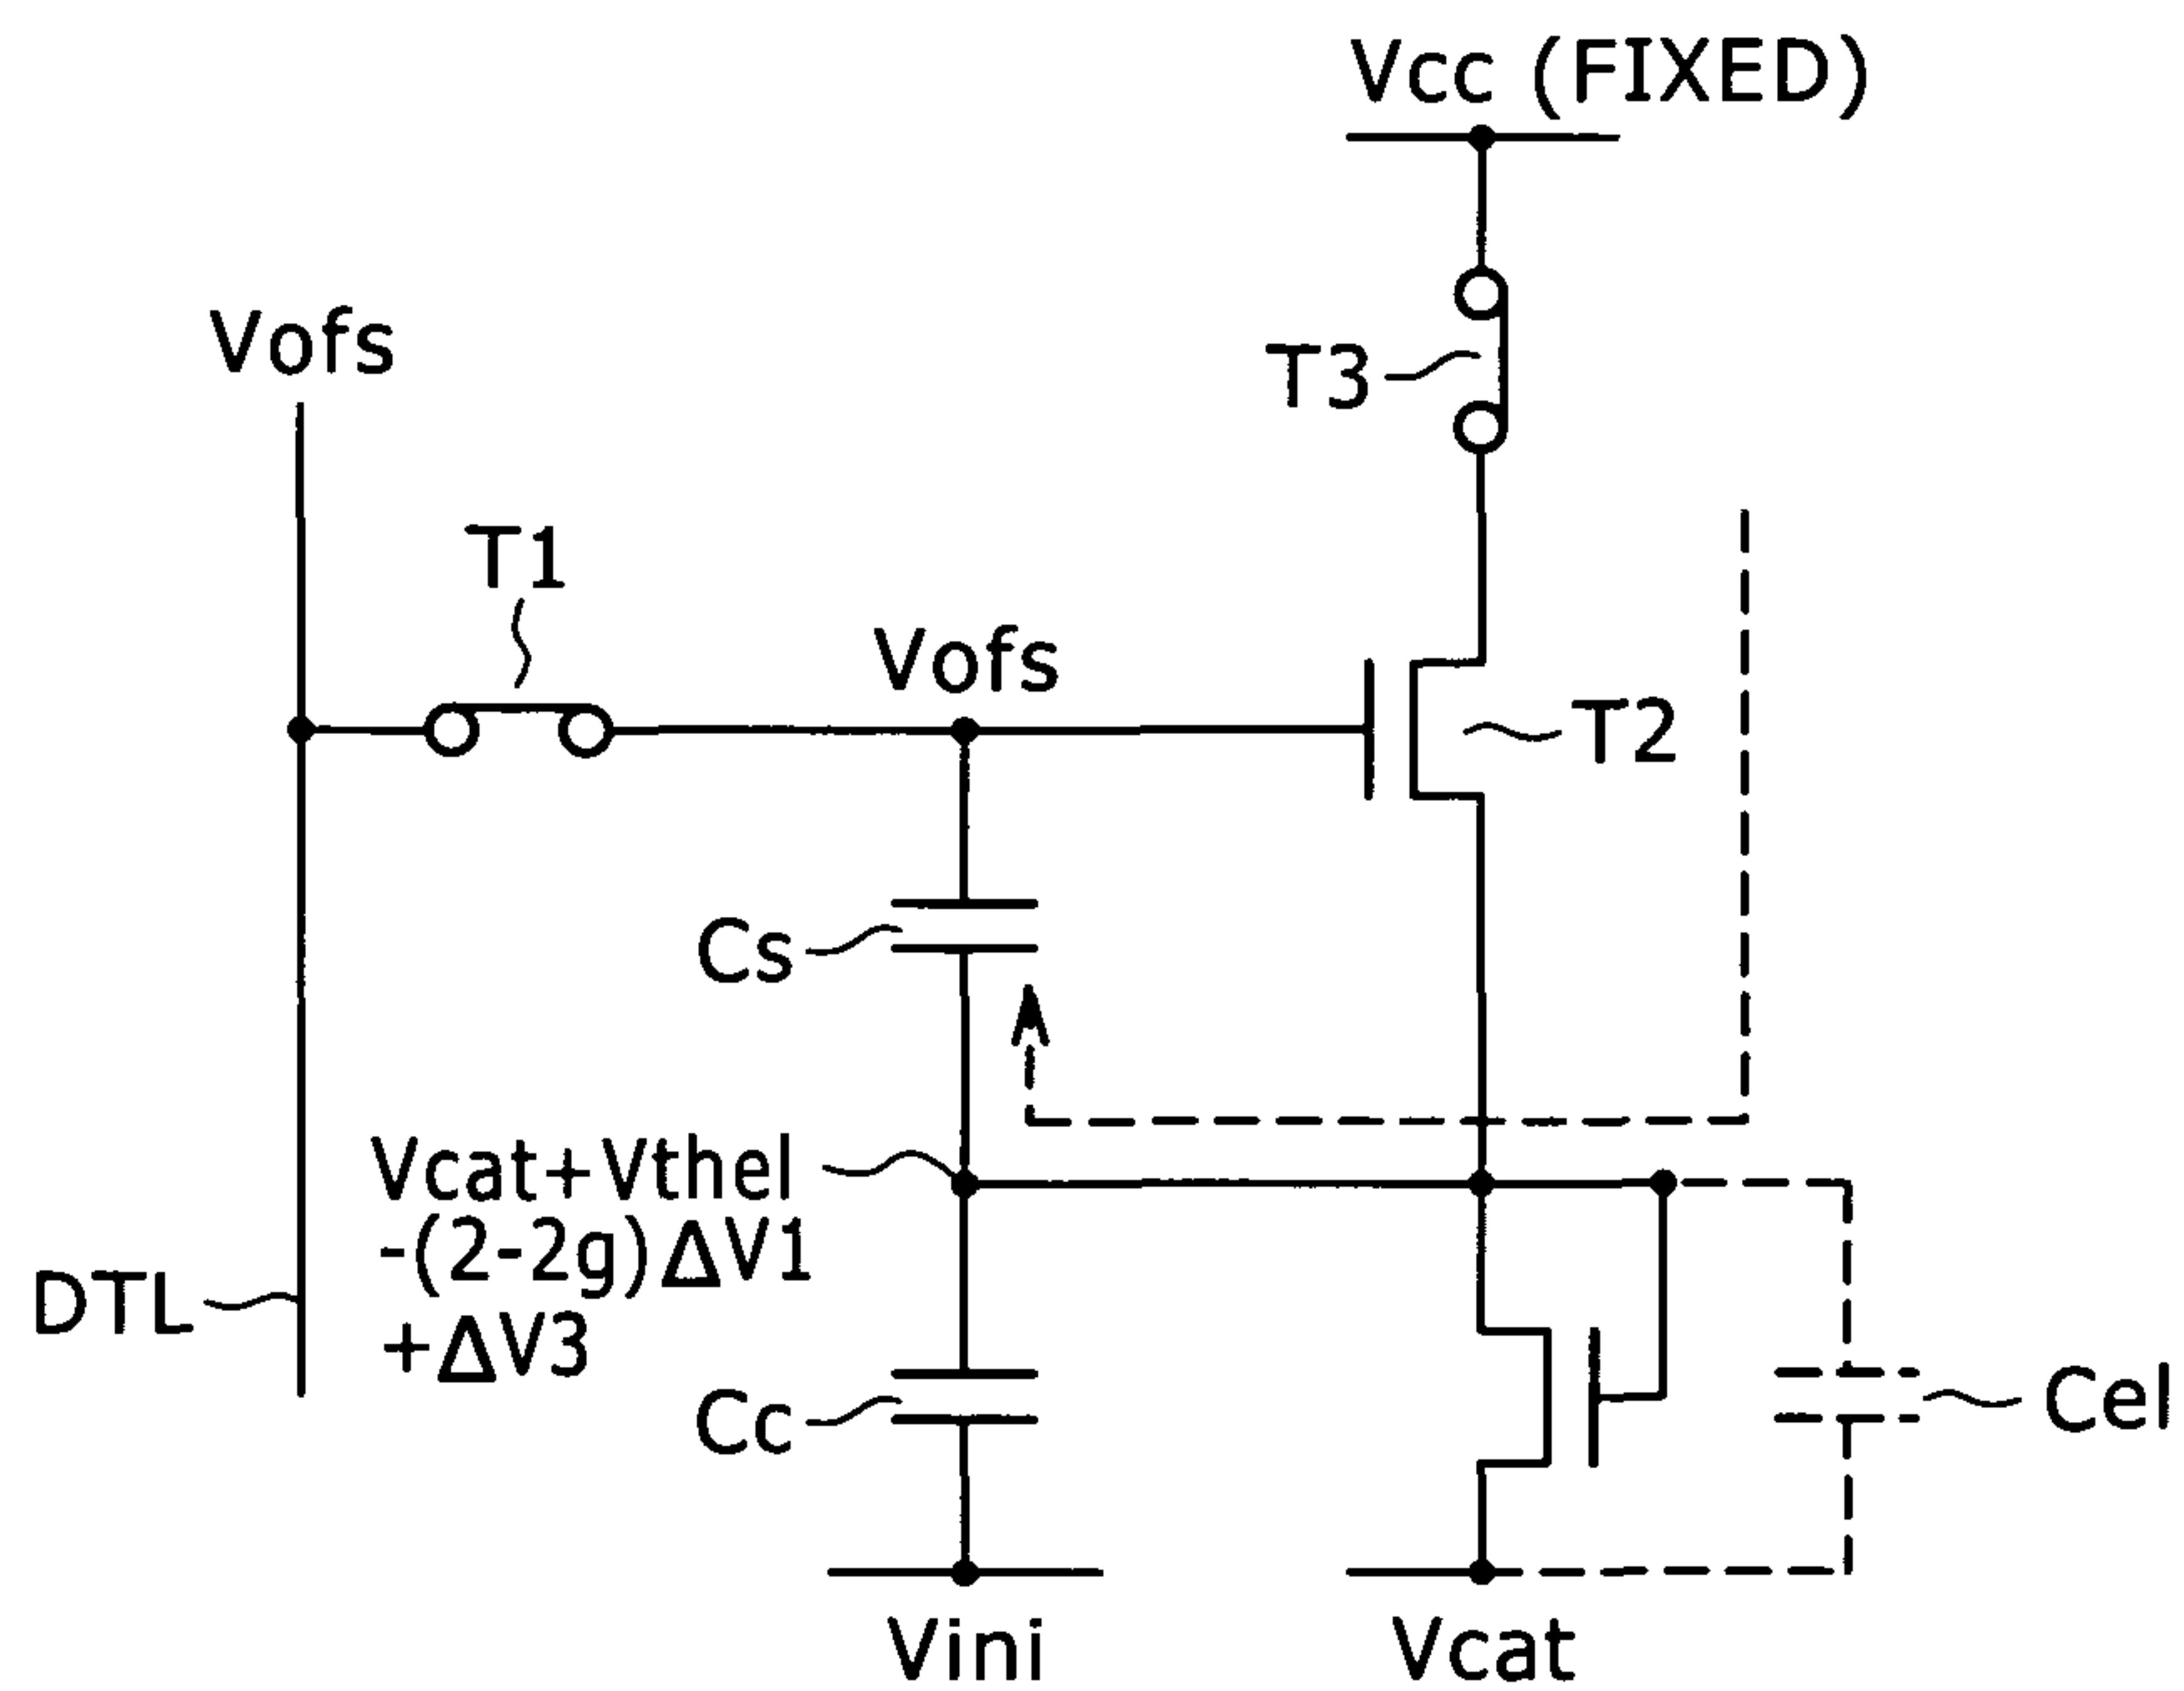 Vcc (FIXED)
Vofs
T3
T1
Vofs
T2
Cs
Vcat+Vthel
-(2-2g)ΔV1
+ΔV3
DTL
Cc
Cel
Vini
Vcat